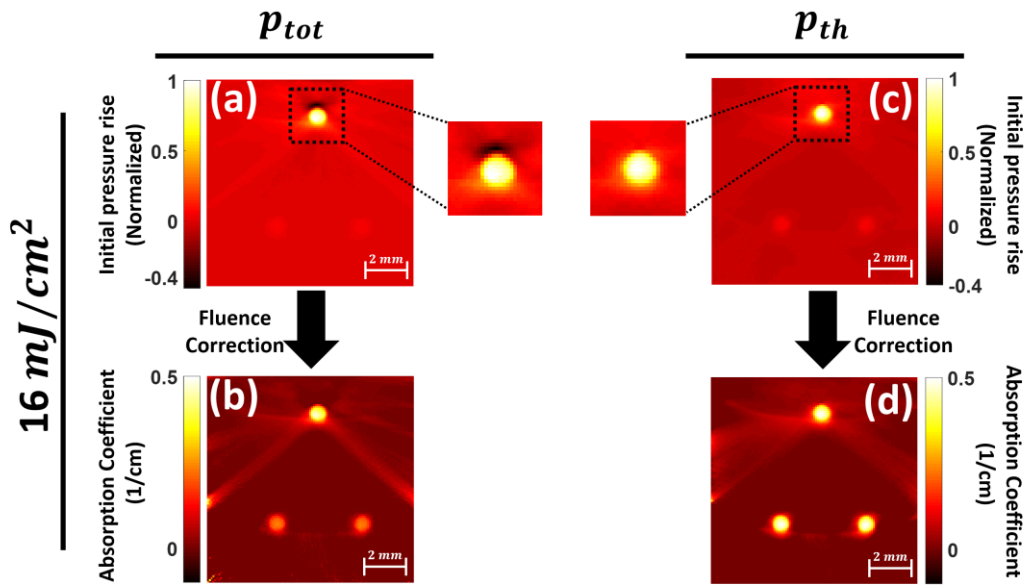 p_tot
p_th
16 mJ/cm²
1
0.5
0
-0.4
Initial pressure rise
(Normalized)
(a)
2 mm
(c)
2 mm
1
0.5
0
-0.4
Initial pressure rise
(Normalized)
Fluence
Correction
Fluence
Correction
0.5
0
Absorption Coefficient
(1/cm)
(b)
2 mm
(d)
2 mm
0.5
0
Absorption Coefficient
(1/cm)